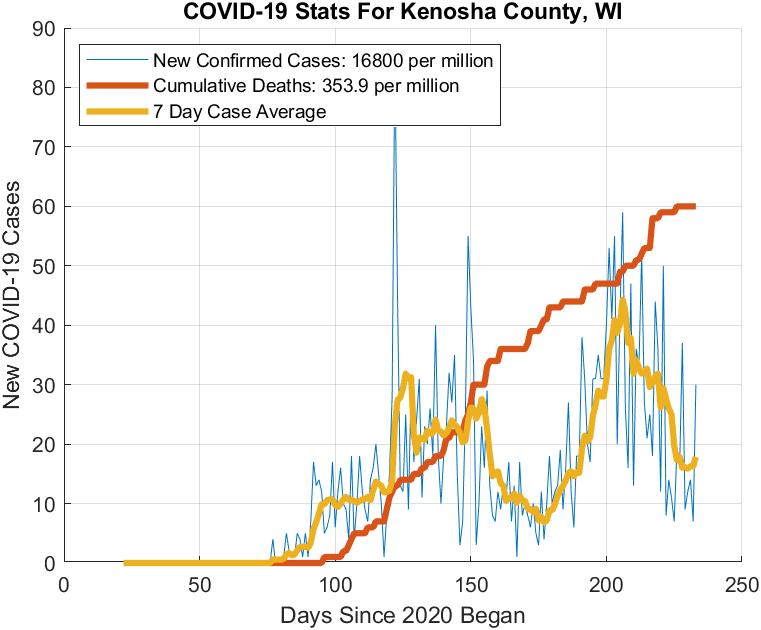 COVID-19 Stats For Kenosha County, WI
90
80
70
60
50
40
30
20
10
0
New COVID-19 Cases
New Confirmed Cases: 16800 per million
Cumulative Deaths: 353.9 per million
7 Day Case Average
0 50 100 150 200 250
Days Since 2020 Began